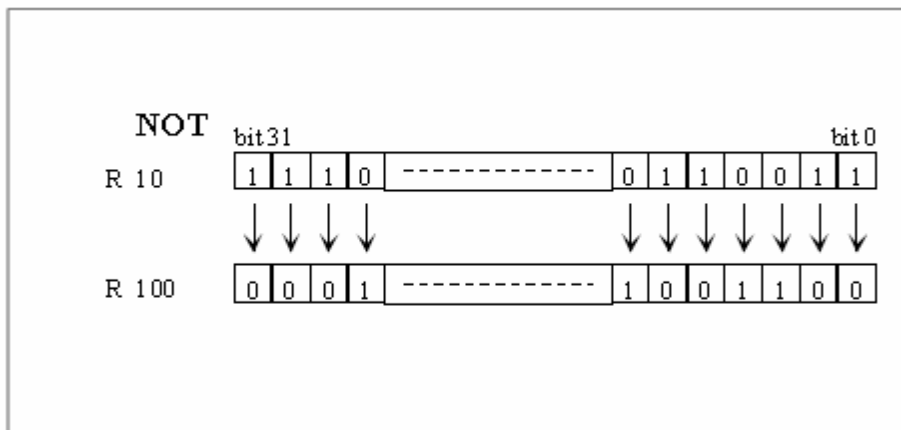 NOT
bit31 bit0
R 10 1 1 1 0 ------------------ 0 1 1 0 0 1 1
R 100 0 0 0 1 ------------------ 1 0 0 1 1 0 0